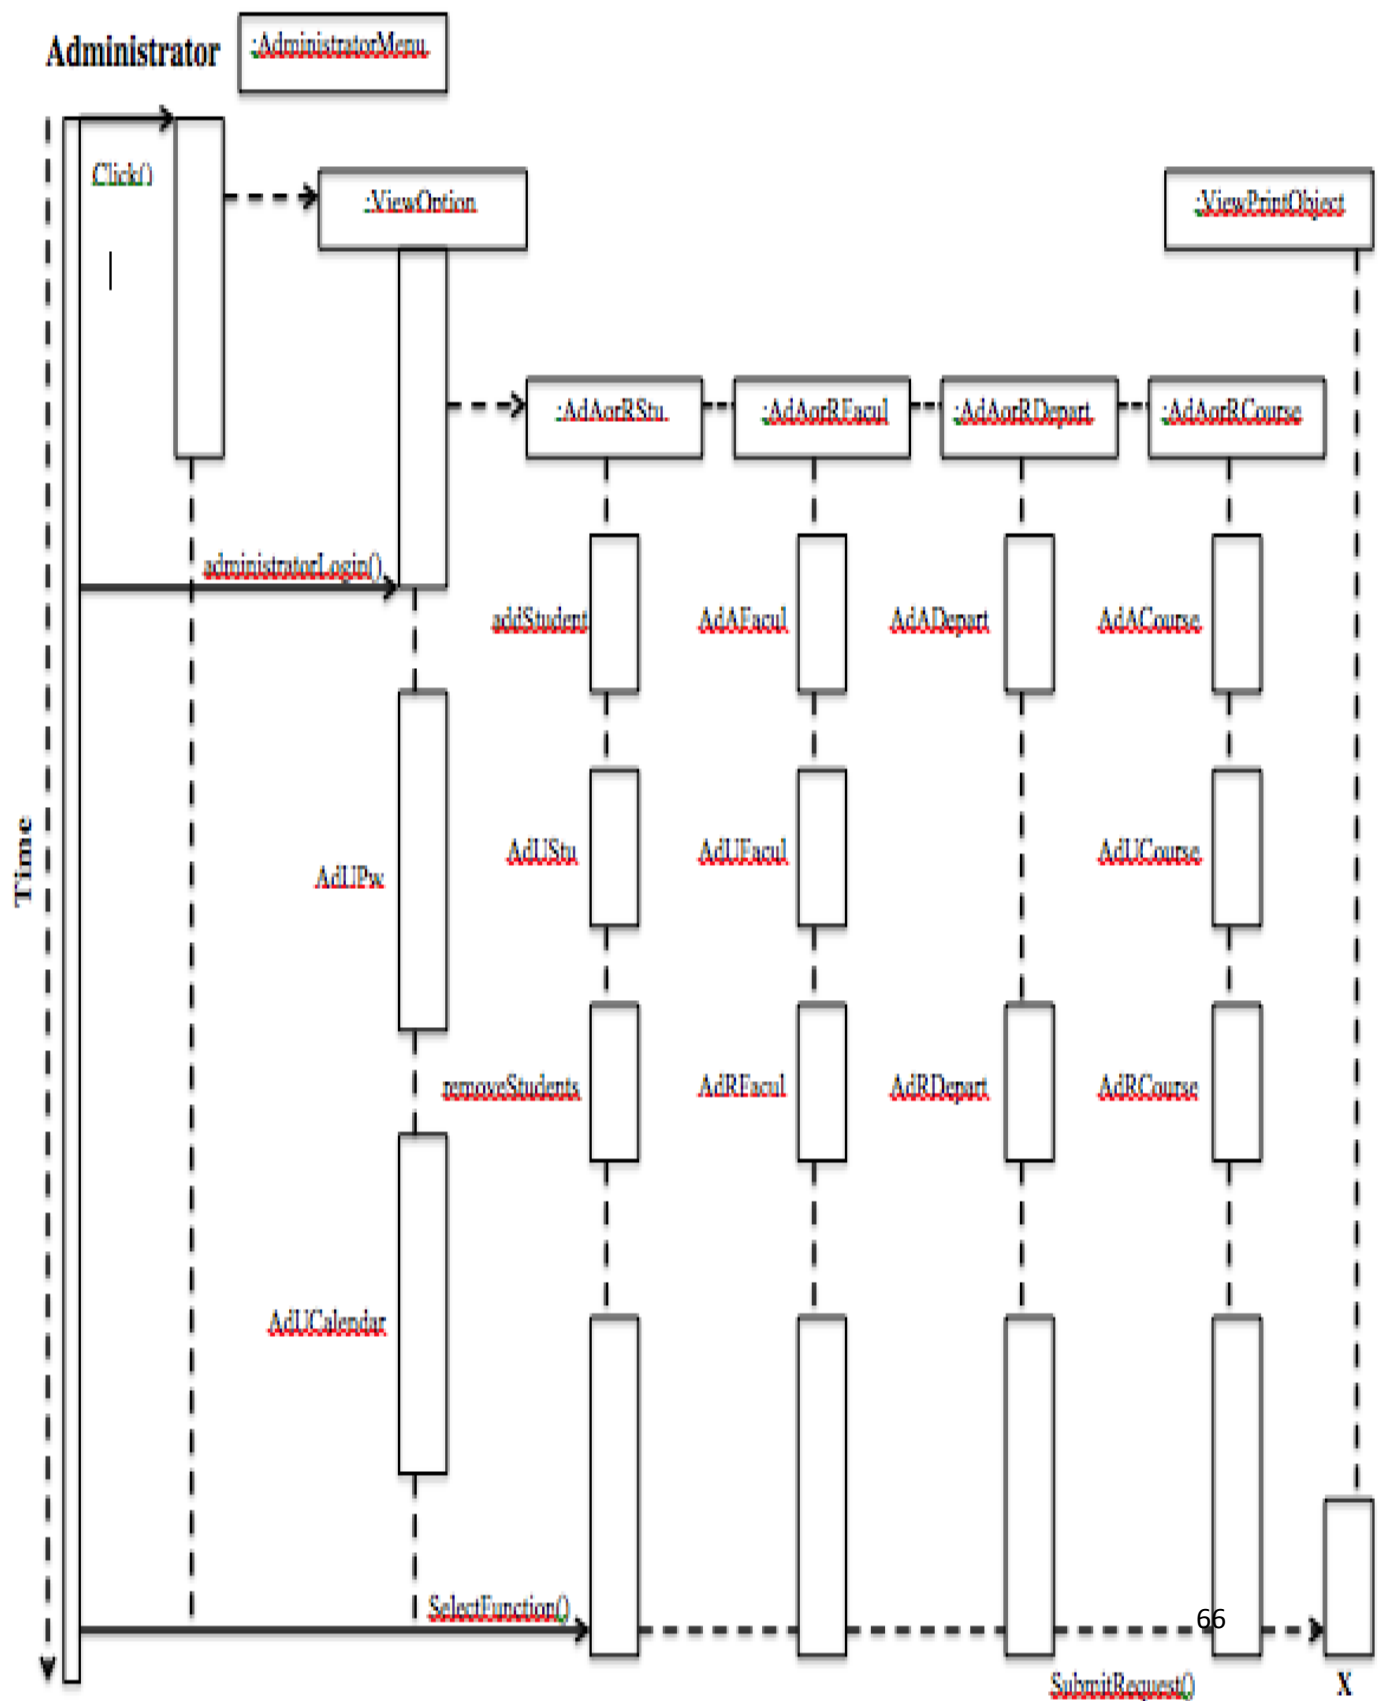 Administrator
:AdministratorMenu
Click()
:ViewOption
:ViewPrintObject
:AdAorRStu
:AdAorRFacul
:AdAorRDepart
:AdAorRCourse
administratorLogin()
addStudent
AdAFacul
AdADepart
AdACourse
Time
AdUPw
AdUStu
AdUFacul
AdUCourse
removeStudents
AdRFacul
AdRDepart
AdRCourse
AdUCalendar
SelectFunction()
66
SubmitRequest()
X